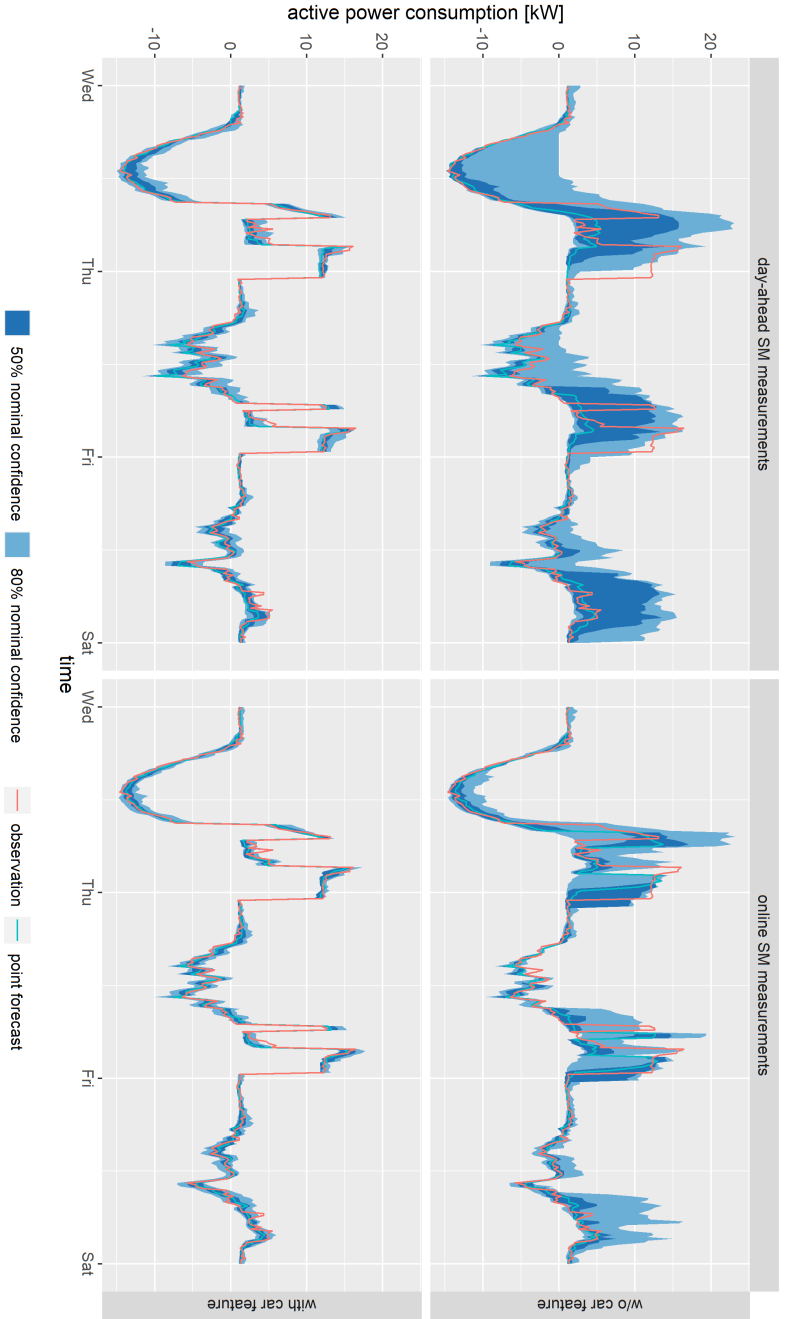 day-ahead SM measurements
online SM measurements
w/o car feature
with car feature
active power consumption [kW]
20
10
0
-10
20
10
0
-10
Wed
Thu
Fri
Sat
Wed
Thu
Fri
Sat
time
50% nominal confidence
80% nominal confidence
observation
point forecast